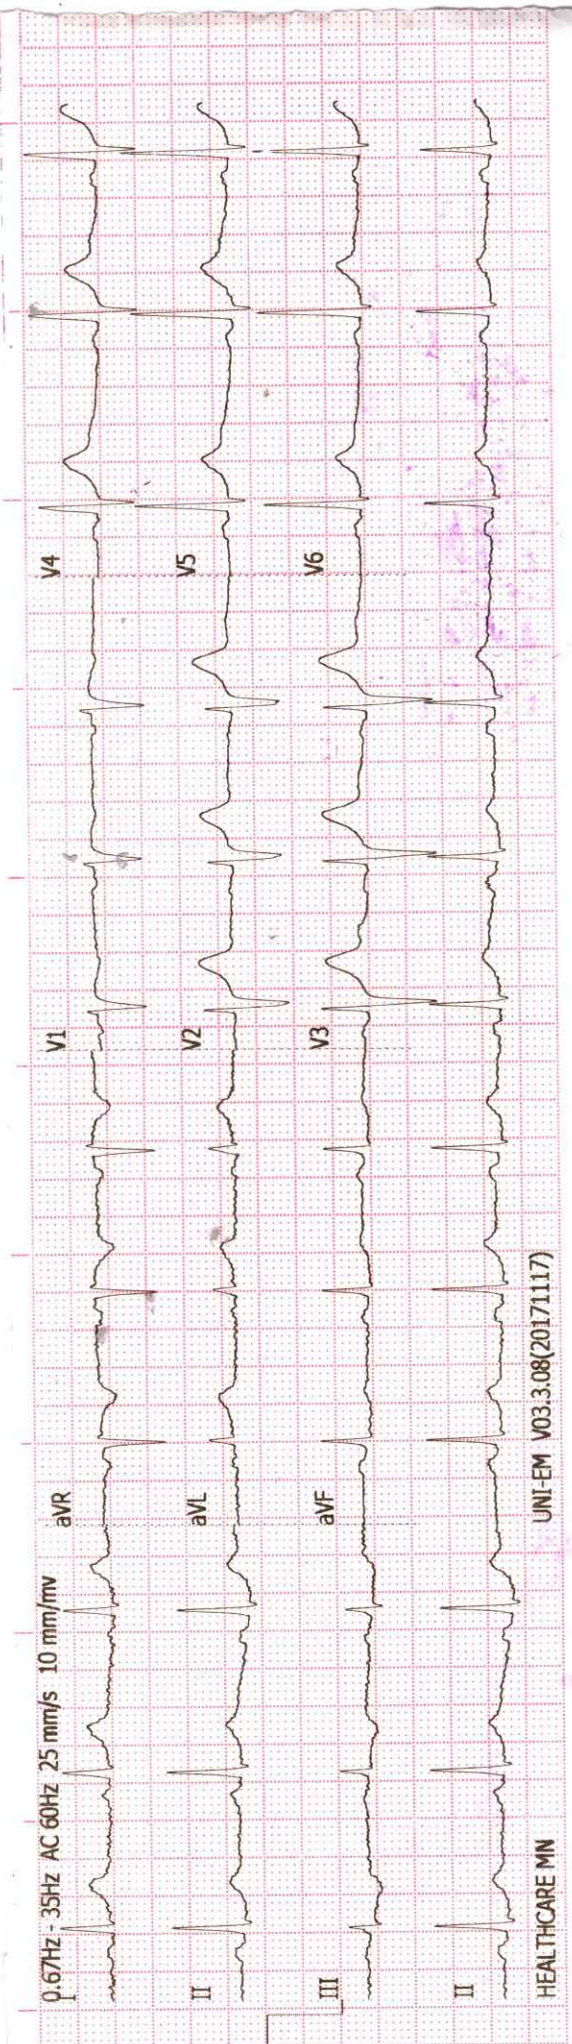 0.67Hz - 35Hz AC 60Hz 25 mm/s 10 mm/mv
I
aVR
V1
V4
II
aVL
V2
V5
III
aVF
V3
V6
II
HEALTHCARE MN
UNI-EM V03.3.08(20171117)